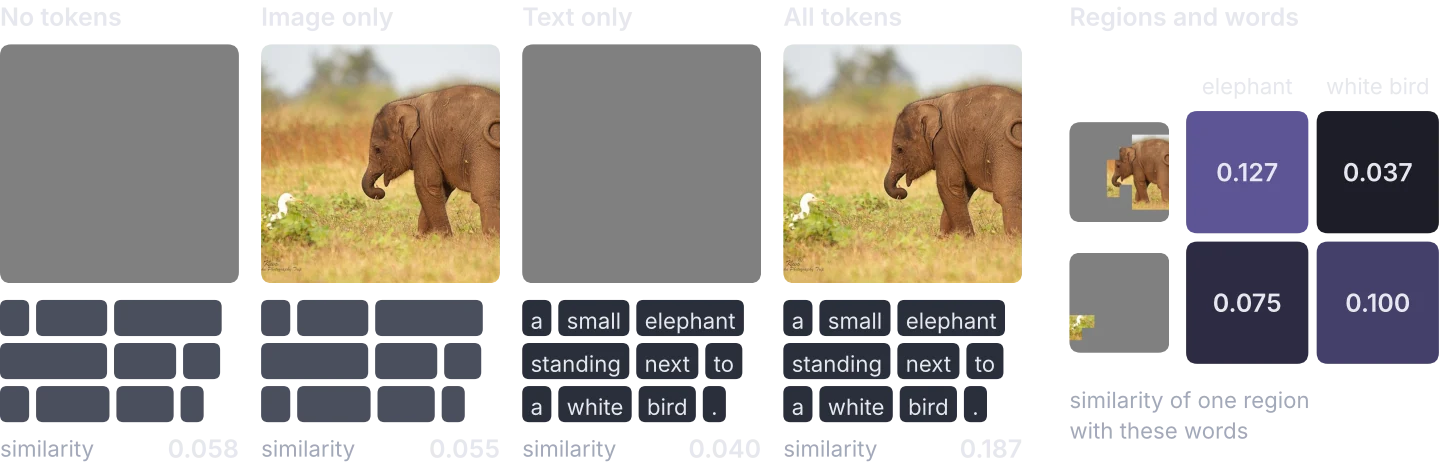 No tokens
Image only
Text only
All tokens
Regions and words
elephant white bird
0.127 0.037
0.075 0.100
a small elephant
standing next to
a white bird .
a small elephant
standing next to
a white bird .
similarity 0.058
similarity 0.055
similarity 0.040
similarity 0.187
similarity of one region
with these words